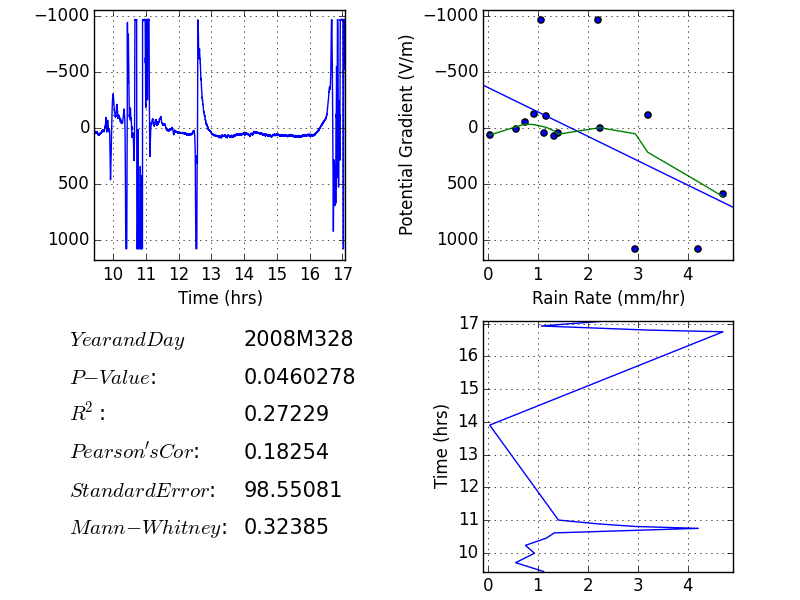 −1000
−500
0
500
1000
10 11 12 13 14 15 16 17
Time (hrs)
−1000
−500
0
500
1000
Potential Gradient (V/m)
0 1 2 3 4
Rain Rate (mm/hr)
YearandDay 2008M328
P−Value: 0.0460278
R² : 0.27229
Pearson′sCor: 0.18254
StandardError: 98.55081
Mann−Whitney: 0.32385
17
16
15
14
13
12
11
10
Time (hrs)
0 1 2 3 4